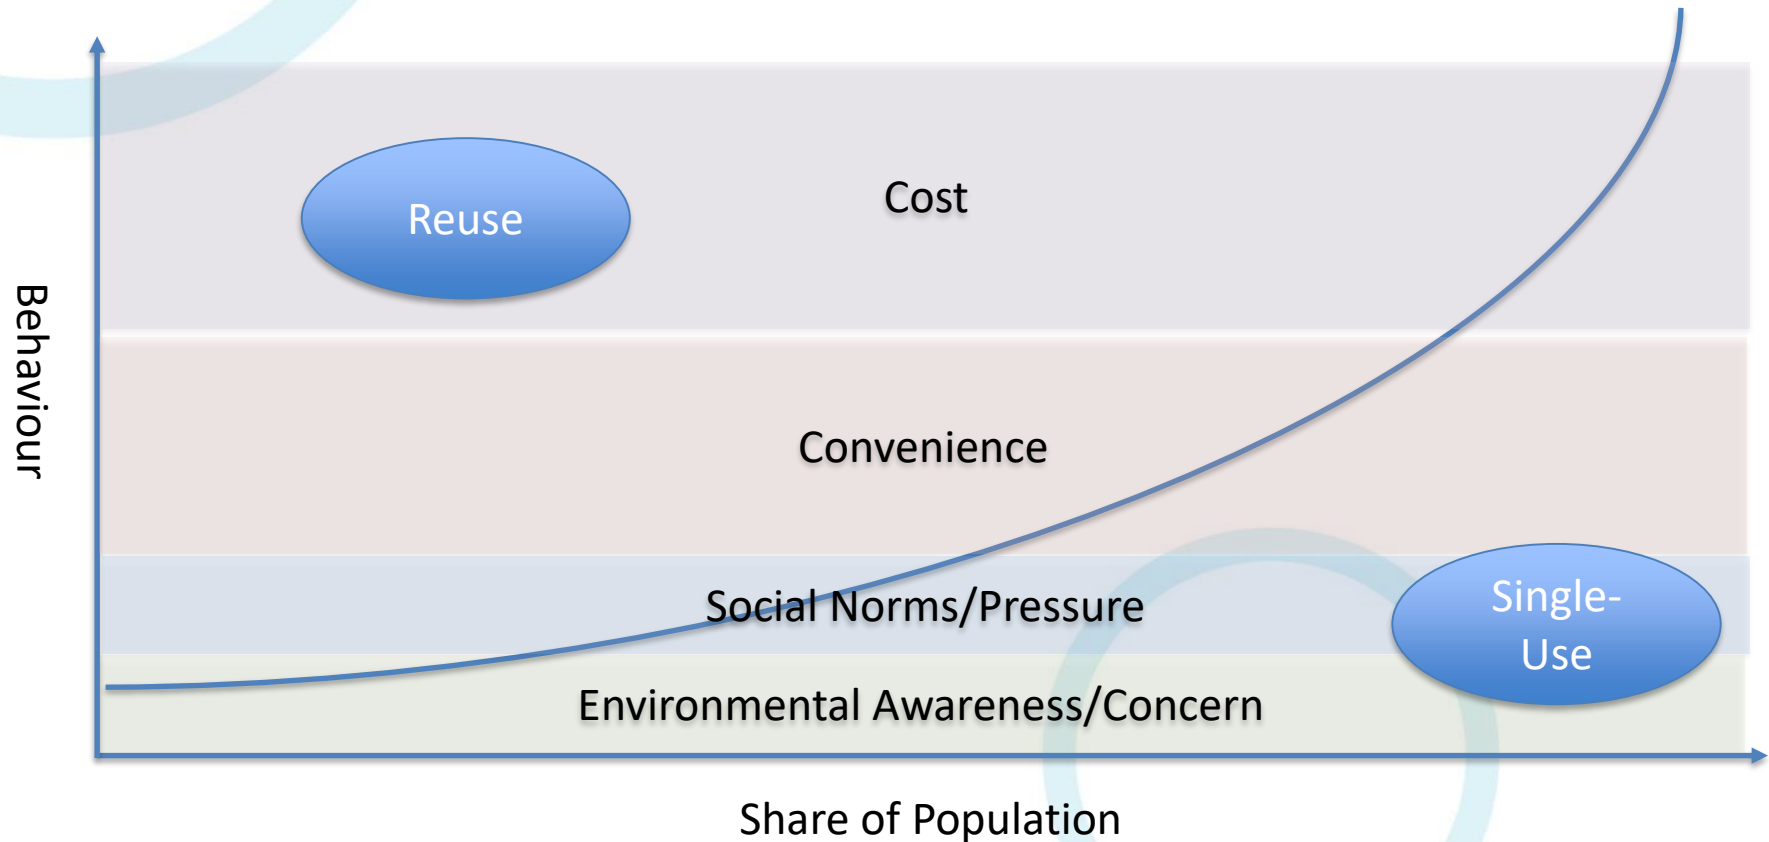 Cost
Reuse
Behaviour
Convenience
Social Norms/Pressure
Single-
Use
Environmental Awareness/Concern
Share of Population